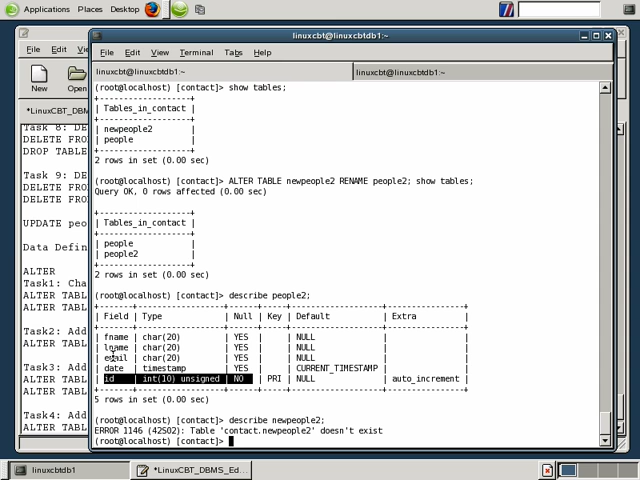 Applications Places Desktop
linuxcbt@linuxcbtdb1:~
File Edit View Terminal Tabs Help
linuxcbt@linuxcbtdb1:~
linuxcbt@linuxcbtdb1:~
File Edit Vi
New
Open
*LinuxCBT_DBM
Task 8: DE
DELETE FRO
DROP TABLE
Task 9: DE
DELETE FRO
DELETE FRO
UPDATE peo
Data Defin
ALTER
Task1: Cha
ALTER TABL
ALTER TABL
Task2: Add
ALTER TABL
Task3: Add
ALTER TABL
ALTER TABL
Task4: Add
ALTER TABL
(root@localhost) [contact]> show tables;
+-------------------+
| Tables_in_contact |
+-------------------+
| newpeople2 |
| people |
+-------------------+
2 rows in set (0.00 sec)
(root@localhost) [contact]> ALTER TABLE newpeople2 RENAME people2; show tables;
Query OK, 0 rows affected (0.00 sec)
+-------------------+
| Tables_in_contact |
+-------------------+
| people |
| people2 |
+-------------------+
2 rows in set (0.00 sec)
(root@localhost) [contact]> describe people2;
+-------+------------------+------+-----+-------------------+----------------+
| Field | Type | Null | Key | Default | Extra |
+-------+------------------+------+-----+-------------------+----------------+
| fname | char(20) | YES | | NULL | |
| lname | char(20) | YES | | NULL | |
| email | char(20) | YES | | NULL | |
| date | timestamp | YES | | CURRENT_TIMESTAMP | |
| id | int(10) unsigned | NO | PRI | NULL | auto_increment |
+-------+------------------+------+-----+-------------------+----------------+
5 rows in set (0.00 sec)
(root@localhost) [contact]> describe newpeople2;
ERROR 1146 (42S02): Table 'contact.newpeople2' doesn't exist
(root@localhost) [contact]>
linuxcbtdb1
*LinuxCBT_DBMS_Ed...